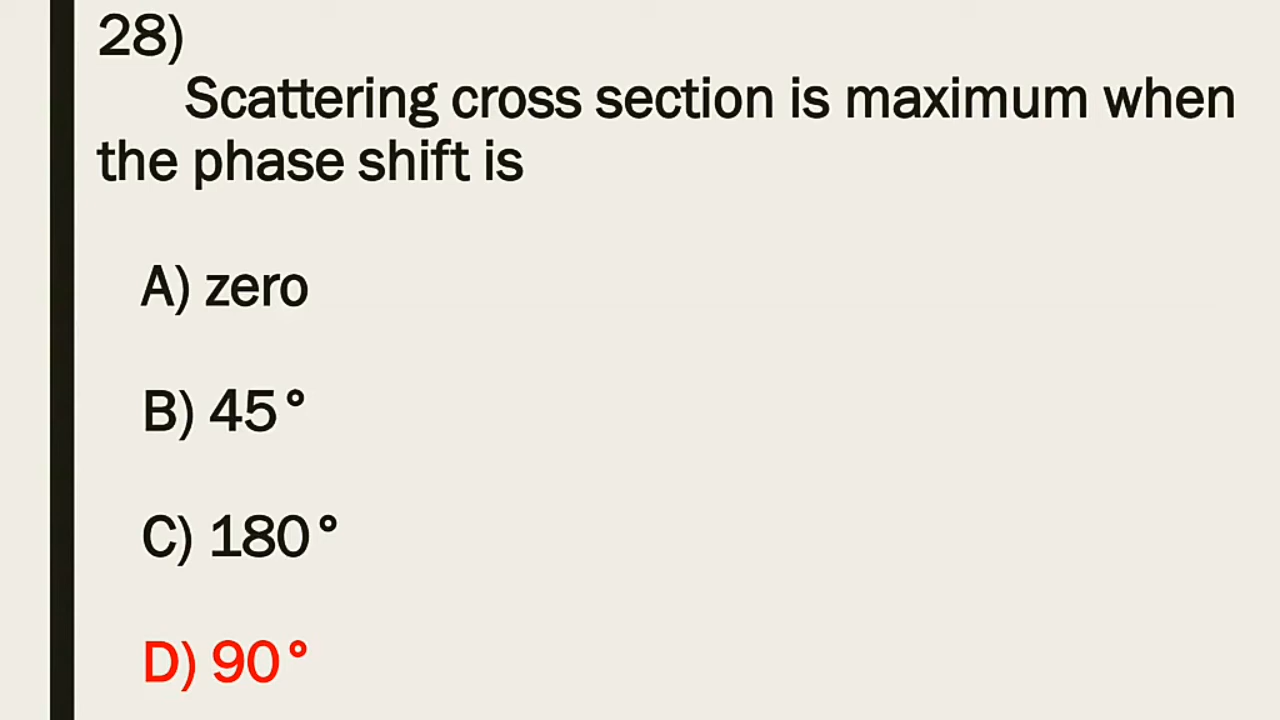 28)
Scattering cross section is maximum when
the phase shift is
A) zero
B) 45°
C) 180°
D) 90°